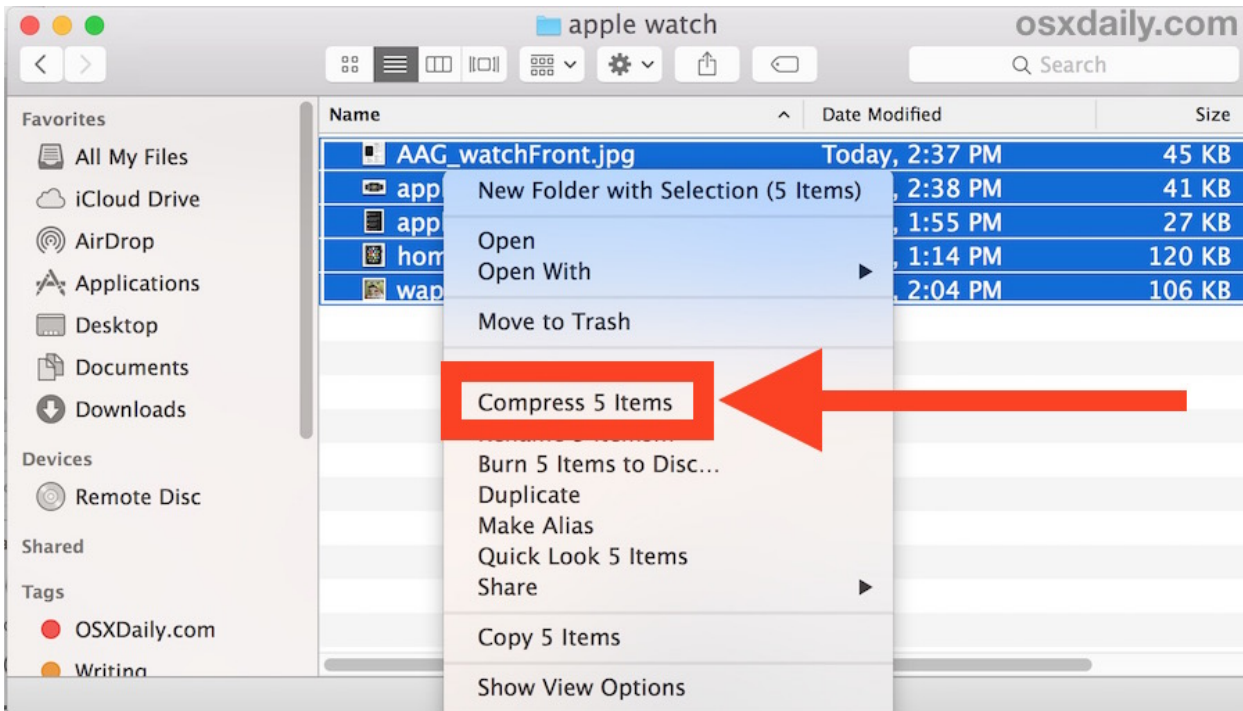 apple watch
osxdaily.com
Search
Favorites
All My Files
iCloud Drive
AirDrop
Applications
Desktop
Documents
Downloads
Devices
Remote Disc
Shared
Tags
OSXDaily.com
Writing
Name Date Modified Size
AAG_watchFront.jpg Today, 2:37 PM 45 KB
appl , 2:38 PM 41 KB
appl , 1:55 PM 27 KB
hom , 1:14 PM 120 KB
wap , 2:04 PM 106 KB
New Folder with Selection (5 Items)
Open
Open With
Move to Trash
Compress 5 Items
Burn 5 Items to Disc...
Duplicate
Make Alias
Quick Look 5 Items
Share
Copy 5 Items
Show View Options